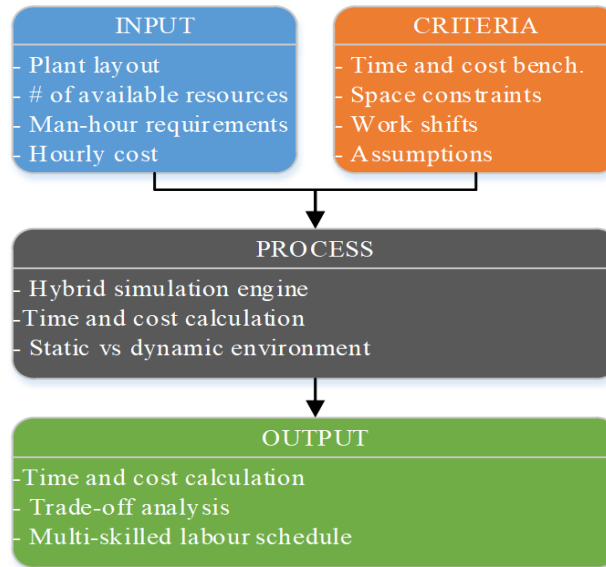 INPUT
- Plant layout
- # of available resources
- Man-hour requirements
- Hourly cost
CRITERIA
- Time and cost bench.
- Space constraints
- Work shifts
- Assumptions
PROCESS
- Hybrid simulation engine
-Time and cost calculation
- Static vs dynamic environment
OUTPUT
-Time and cost calculation
- Trade-off analysis
- Multi-skilled labour schedule